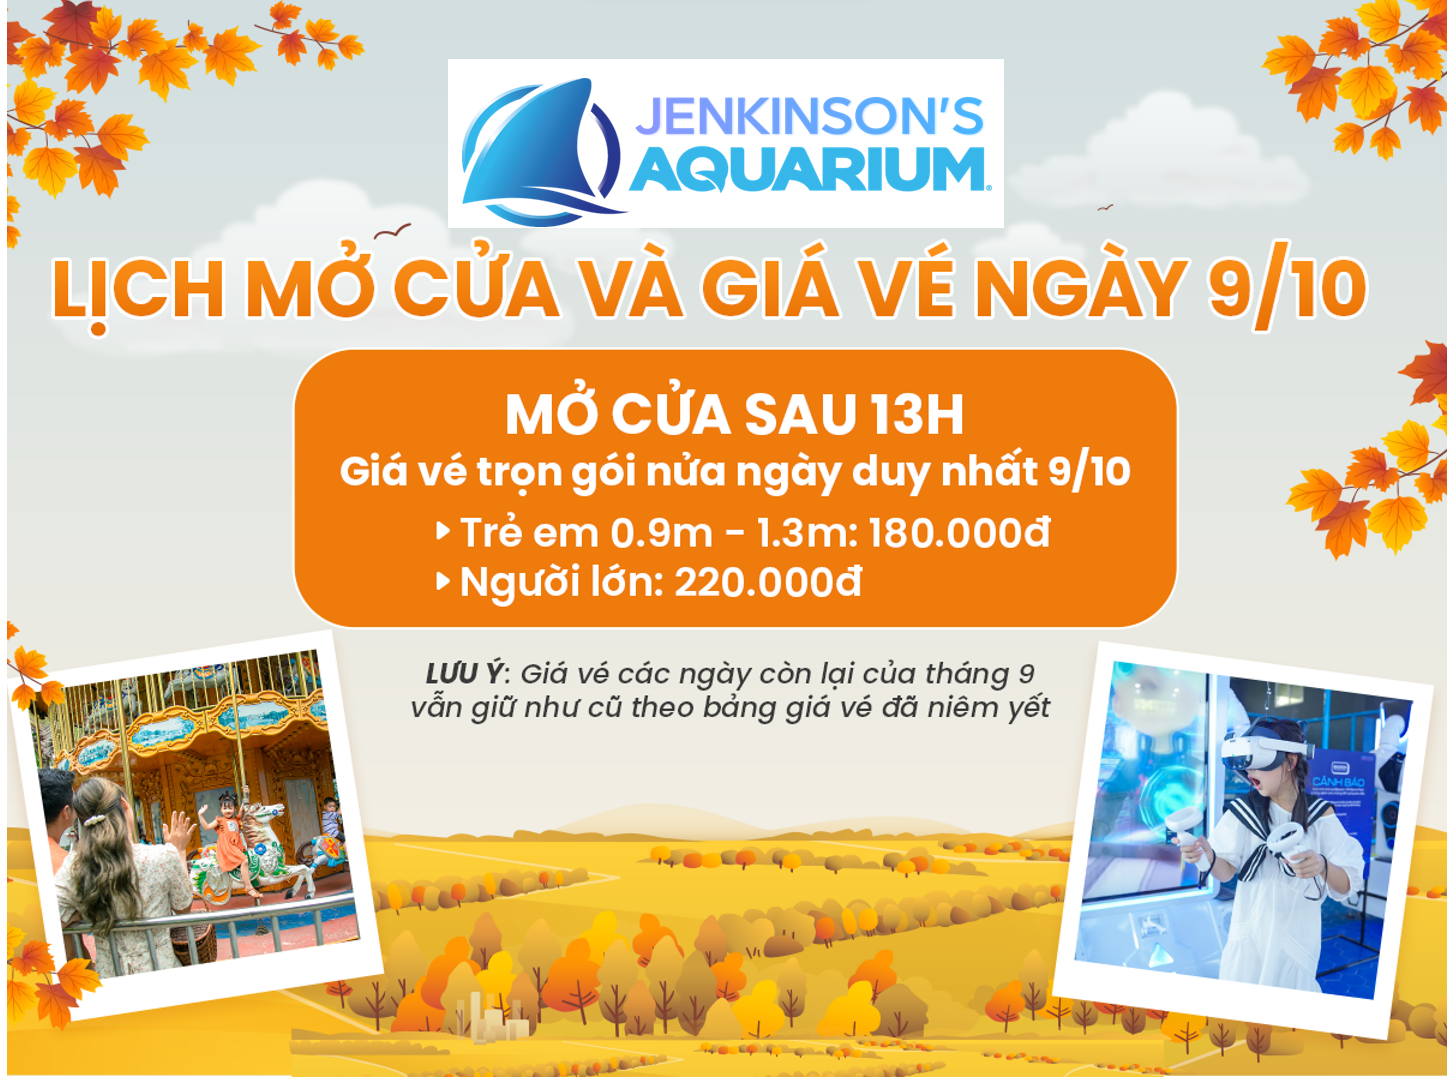 JENKINSON'S
AQUARIUM®
LỊCH MỞ CỬA VÀ GIÁ VÉ NGÀY 9/10
MỞ CỬA SAU 13H
Giá vé trọn gói nửa ngày duy nhất 9/10
Trẻ em 0.9m - 1.3m: 180.000đ
Người lớn: 220.000đ
LƯU Ý: Giá vé các ngày còn lại của tháng 9
vẫn giữ như cũ theo bảng giá vé đã niêm yết
CẢNH BÁO